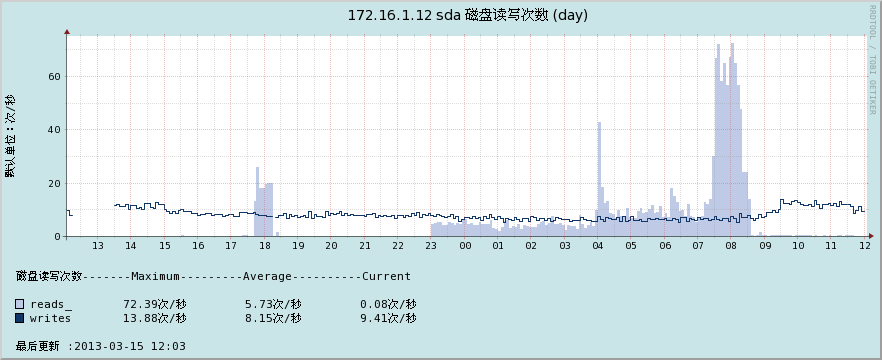 172.16.1.12 sda 磁盘读写次数 (day)
RRDTOOL / TOBI OETIKER
默认单位：次/秒
60
40
20
0
13 14 15 16 17 18 19 20 21 22 23 00 01 02 03 04 05 06 07 08 09 10 11 12
磁盘读写次数-------Maximum---------Average----------Current
reads_ 72.39次/秒 5.73次/秒 0.08次/秒
writes 13.88次/秒 8.15次/秒 9.41次/秒
最后更新 :2013-03-15 12:03